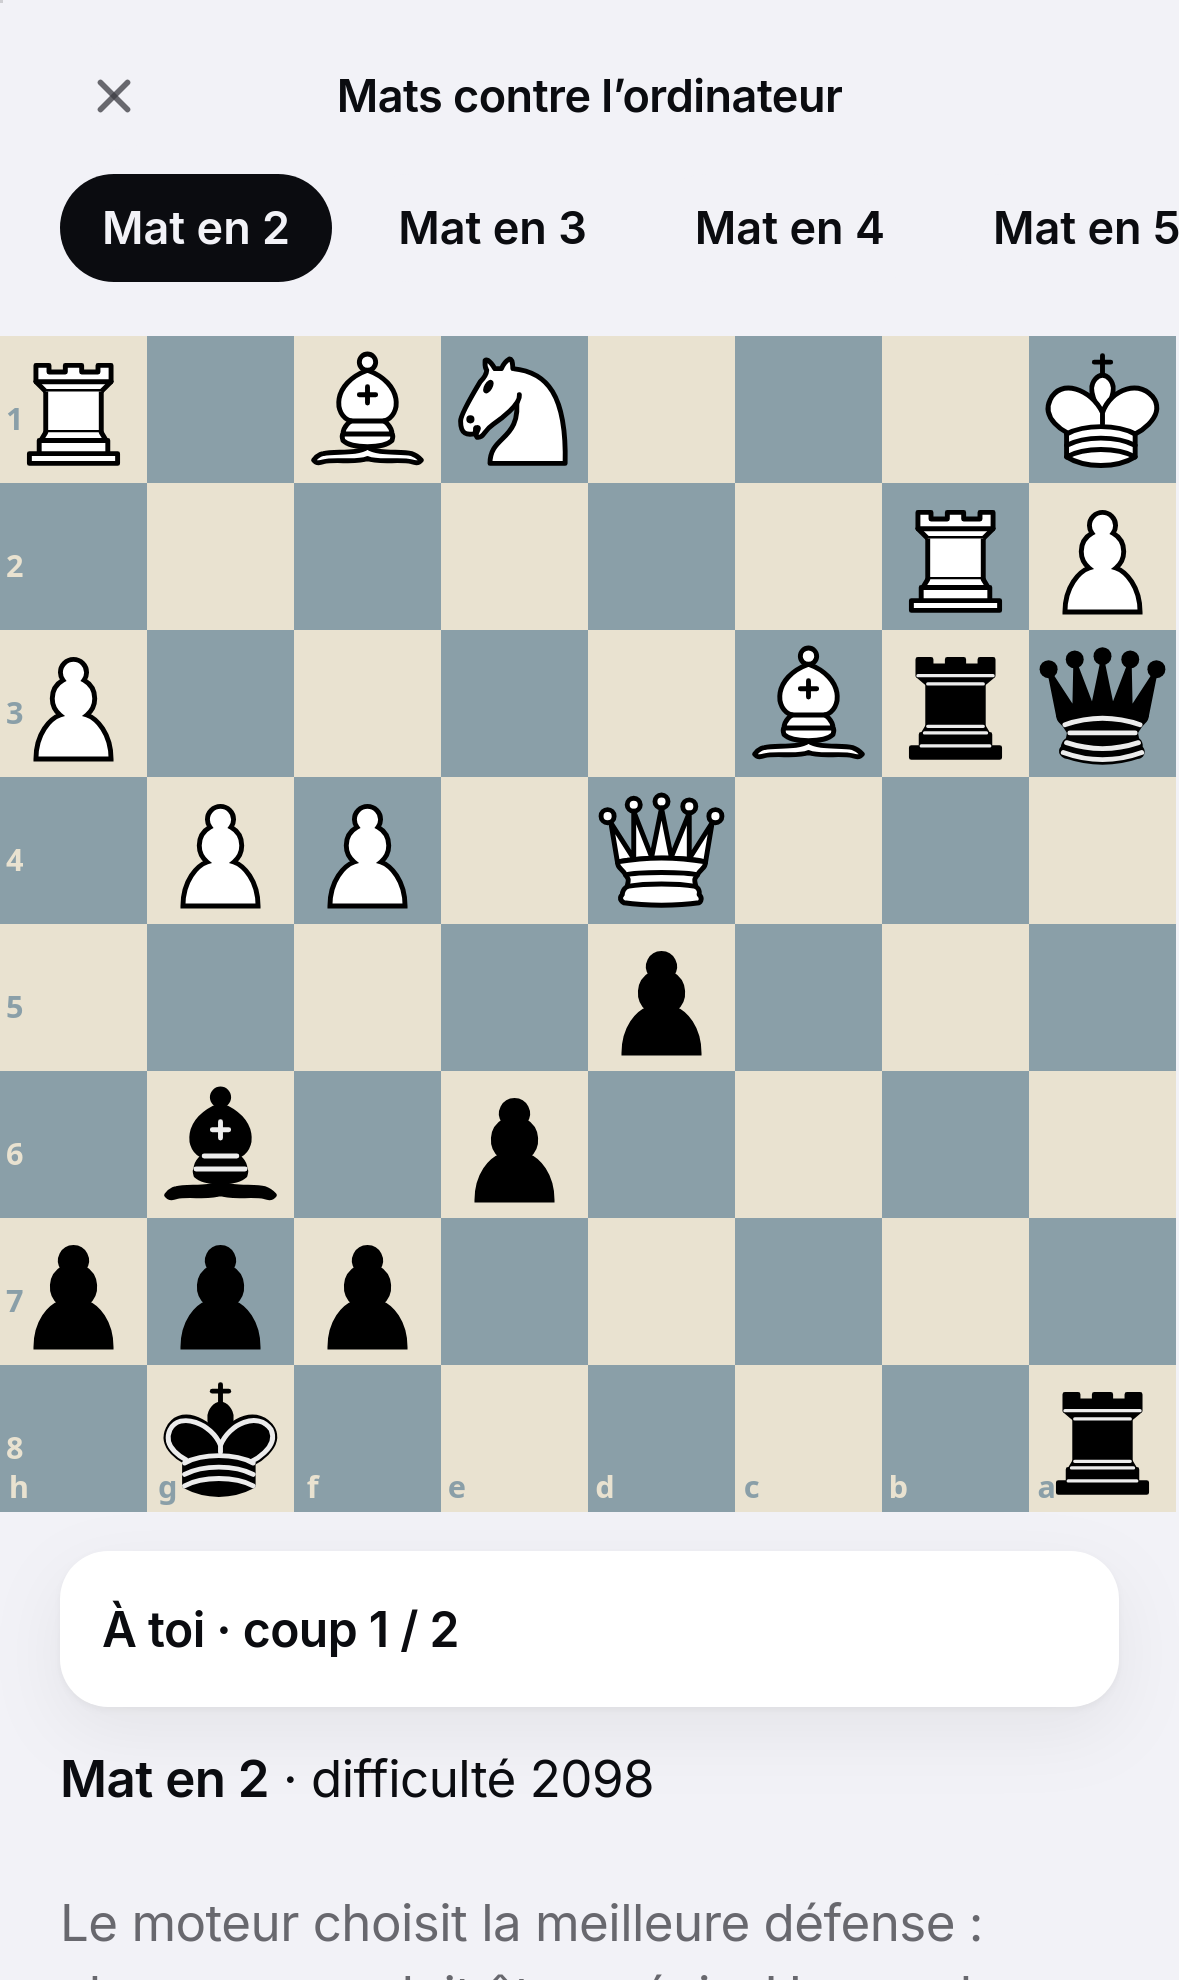 Mats contre l’ordinateur
Mat en 2 Mat en 3 Mat en 4 Mat en 5
1
2
3
4
5
6
7
8
h g f e d c b a
À toi · coup 1 / 2
Mat en 2 · difficulté 2098
Le moteur choisit la meilleure défense :